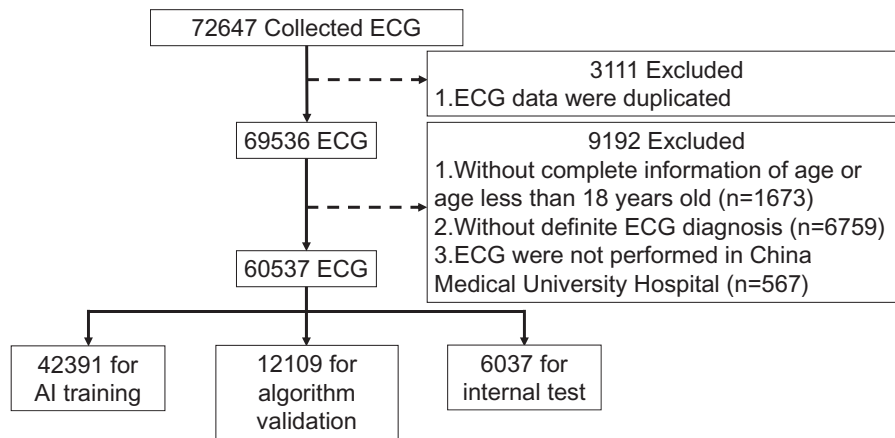 72647 Collected ECG
3111 Excluded
1.ECG data were duplicated
69536 ECG
9192 Excluded
1.Without complete information of age or
age less than 18 years old (n=1673)
2.Without definite ECG diagnosis (n=6759)
3.ECG were not performed in China
Medical University Hospital (n=567)
60537 ECG
42391 for
AI training
12109 for
algorithm
validation
6037 for
internal test